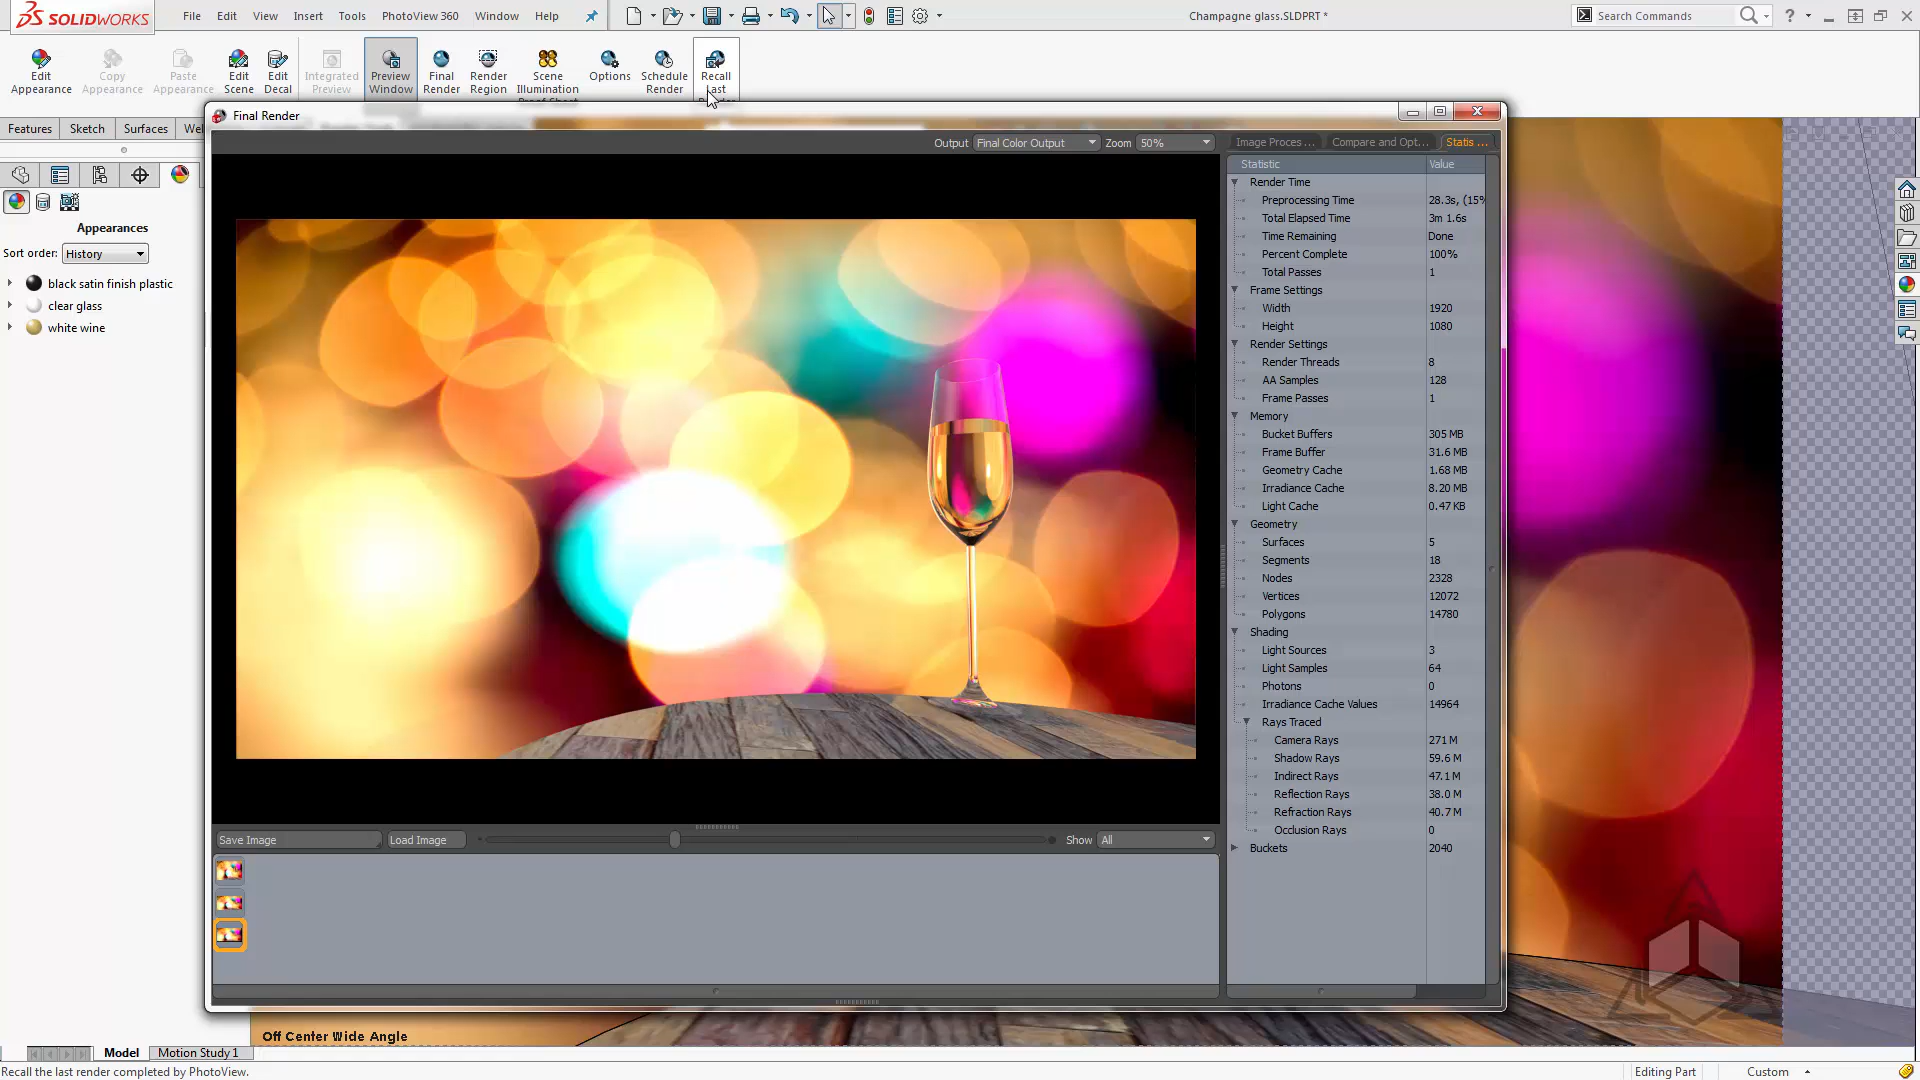 SOLIDWORKS File Edit View Insert Tools PhotoView 360 Window Help Champagne glass.SLDPRT * Search Commands
Edit Appearance
Copy Appearance
Paste Appearance
Edit Scene
Edit Decal
Integrated Preview
Preview Window
Final Render
Render Region
Scene Illumination Proof Sheet
Options
Schedule Render
Recall Last
Features Sketch Surfaces
Final Render
Output Final Color Output Zoom 50% Image Proces ... Compare and Opt... Statis ...
Appearances
Sort order: History
black satin finish plastic
clear glass
white wine
Statistic Value
Render Time
Preprocessing Time 28.3s, (15%
Total Elapsed Time 3m 1.6s
Time Remaining Done
Percent Complete 100%
Total Passes 1
Frame Settings
Width 1920
Height 1080
Render Settings
Render Threads 8
AA Samples 128
Frame Passes 1
Memory
Bucket Buffers 305 MB
Frame Buffer 31.6 MB
Geometry Cache 1.68 MB
Irradiance Cache 8.20 MB
Light Cache 0.47 KB
Geometry
Surfaces 5
Segments 18
Nodes 2328
Vertices 12072
Polygons 14780
Shading
Light Sources 3
Light Samples 64
Photons 0
Irradiance Cache Values 14964
Rays Traced
Camera Rays 271 M
Shadow Rays 59.6 M
Indirect Rays 47.1 M
Reflection Rays 38.0 M
Refraction Rays 40.7 M
Occlusion Rays 0
Buckets 2040
Save Image Load Image Show All
Off Center Wide Angle
Model Motion Study 1
Recall the last render completed by PhotoView. Editing Part Custom